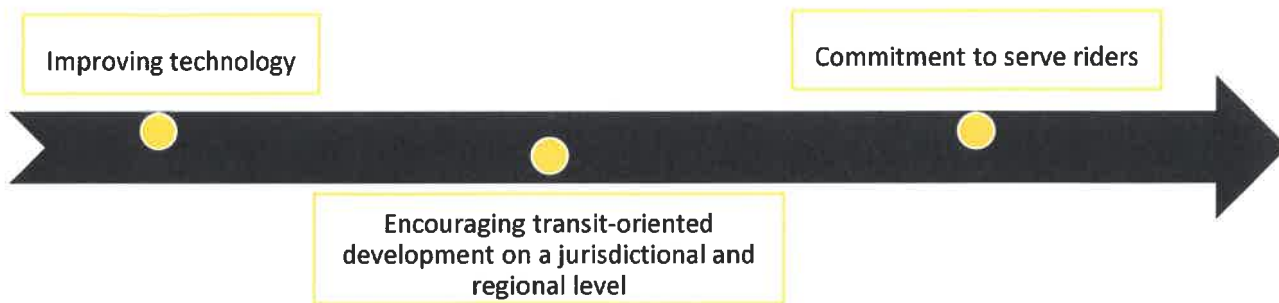 Improving technology
Commitment to serve riders
Encouraging transit-oriented
development on a jurisdictional and
regional level